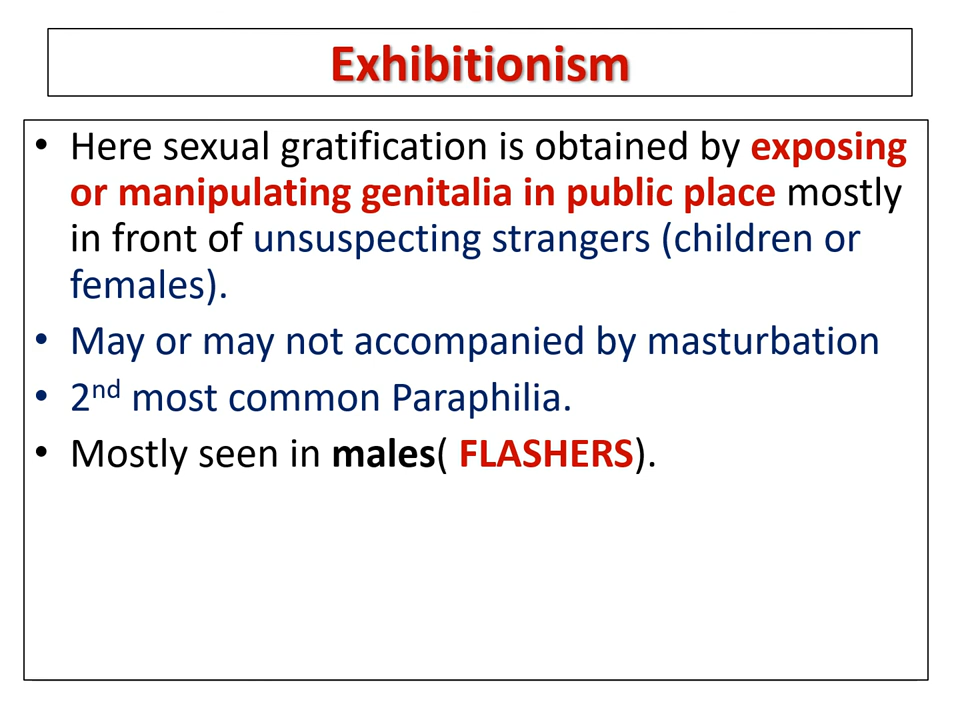 Exhibitionism
• Here sexual gratification is obtained by exposing
or manipulating genitalia in public place mostly
in front of unsuspecting strangers (children or
females).
• May or may not accompanied by masturbation
• 2nd most common Paraphilia.
• Mostly seen in males( FLASHERS).